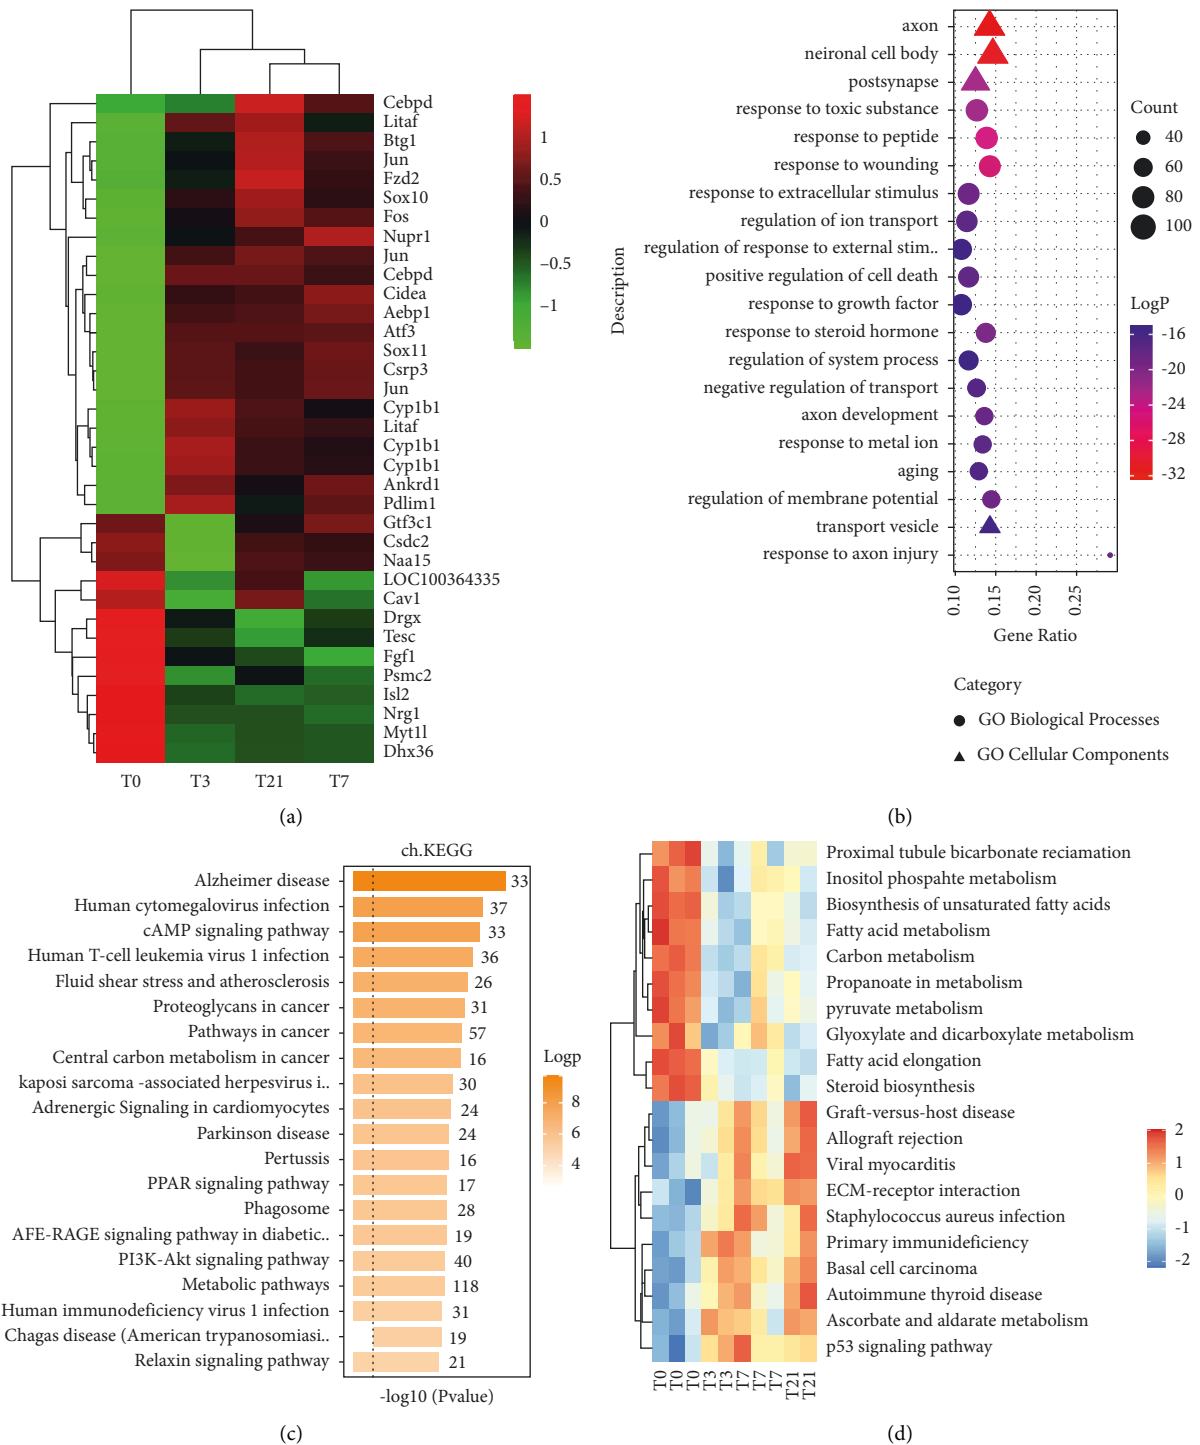 Cebpd
Litaf
Btg1
Jun
Fzd2
Sox10
Fos
Nupr1
Jun
Cebpd
Cidea
Aebp1
Atf3
Sox11
Csrp3
Jun
Cyp1b1
Litaf
Cyp1b1
Cyp1b1
Ankrd1
Pdlim1
Gtf3c1
Csdc2
Naa15
LOC100364335
Cav1
Drgx
Tesc
Fgf1
Psmc2
Isl2
Nrg1
Myt1l
Dhx36
T0 T3 T21 T7
1
0.5
0
−0.5
−1
(a)
Description
axon
neironal cell body
postsynapse
response to toxic substance
response to peptide
response to wounding
response to extracellular stimulus
regulation of ion transport
regulation of response to external stim..
positive regulation of cell death
response to growth factor
response to steroid hormone
regulation of system process
negative regulation of transport
axon development
response to metal ion
aging
regulation of membrane potential
transport vesicle
response to axon injury
0.10 0.15 0.20 0.25
Gene Ratio
Count
40
60
80
100
LogP
-16
-20
-24
-28
-32
Category
GO Biological Processes
GO Cellular Components
(b)
ch.KEGG
Alzheimer disease 33
Human cytomegalovirus infection 37
cAMP signaling pathway 33
Human T-cell leukemia virus 1 infection 36
Fluid shear stress and atherosclerosis 26
Proteoglycans in cancer 31
Pathways in cancer 57
Central carbon metabolism in cancer 16
kaposi sarcoma -associated herpesvirus i.. 30
Adrenergic Signaling in cardiomyocytes 24
Parkinson disease 24
Pertussis 16
PPAR signaling pathway 17
Phagosome 28
AFE-RAGE signaling pathway in diabetic.. 19
PI3K-Akt signaling pathway 40
Metabolic pathways 118
Human immunodeficiency virus 1 infection 31
Chagas disease (American trypanosomiasi.. 19
Relaxin signaling pathway 21
-log10 (Pvalue)
Logp
8
6
4
(c)
Proximal tubule bicarbonate reciamation
Inositol phospahte metabolism
Biosynthesis of unsaturated fatty acids
Fatty acid metabolism
Carbon metabolism
Propanoate in metabolism
pyruvate metabolism
Glyoxylate and dicarboxylate metabolism
Fatty acid elongation
Steroid biosynthesis
Graft-versus-host disease
Allograft rejection
Viral myocarditis
ECM-receptor interaction
Staphylococcus aureus infection
Primary immunideficiency
Basal cell carcinoma
Autoimmune thyroid disease
Ascorbate and aldarate metabolism
p53 signaling pathway
T0 T0 T0 T3 T3 T7 T7 T7 T21 T21
2
1
0
-1
-2
(d)